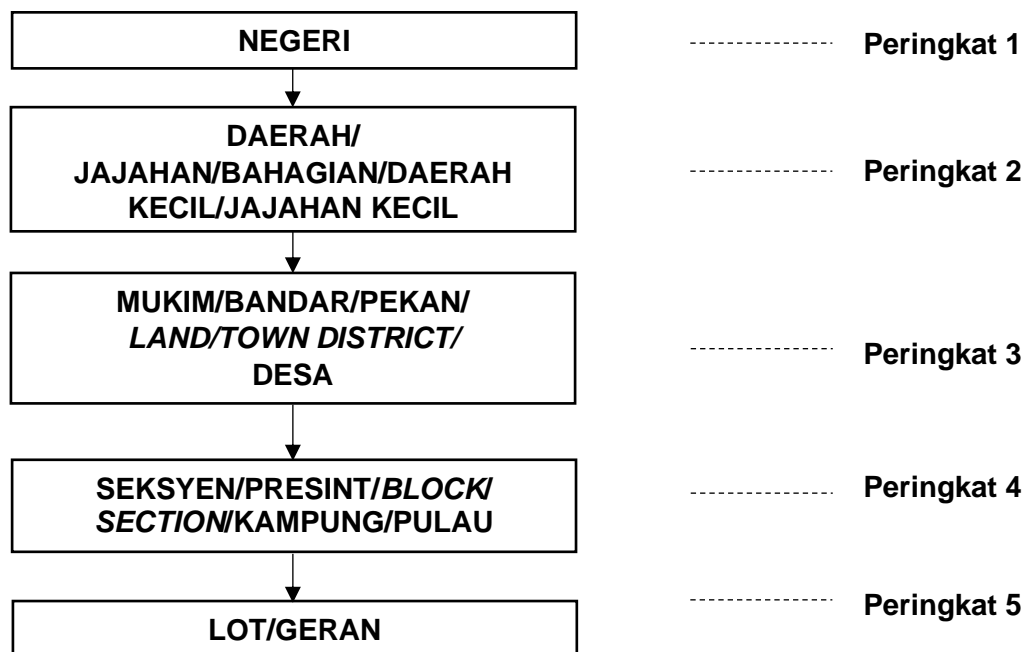 NEGERI
Peringkat 1
DAERAH/
JAJAHAN/BAHAGIAN/DAERAH
KECIL/JAJAHAN KECIL
Peringkat 2
MUKIM/BANDAR/PEKAN/
LAND/TOWN DISTRICT/
DESA
Peringkat 3
SEKSYEN/PRESINT/BLOCK/
SECTION/KAMPUNG/PULAU
Peringkat 4
LOT/GERAN
Peringkat 5